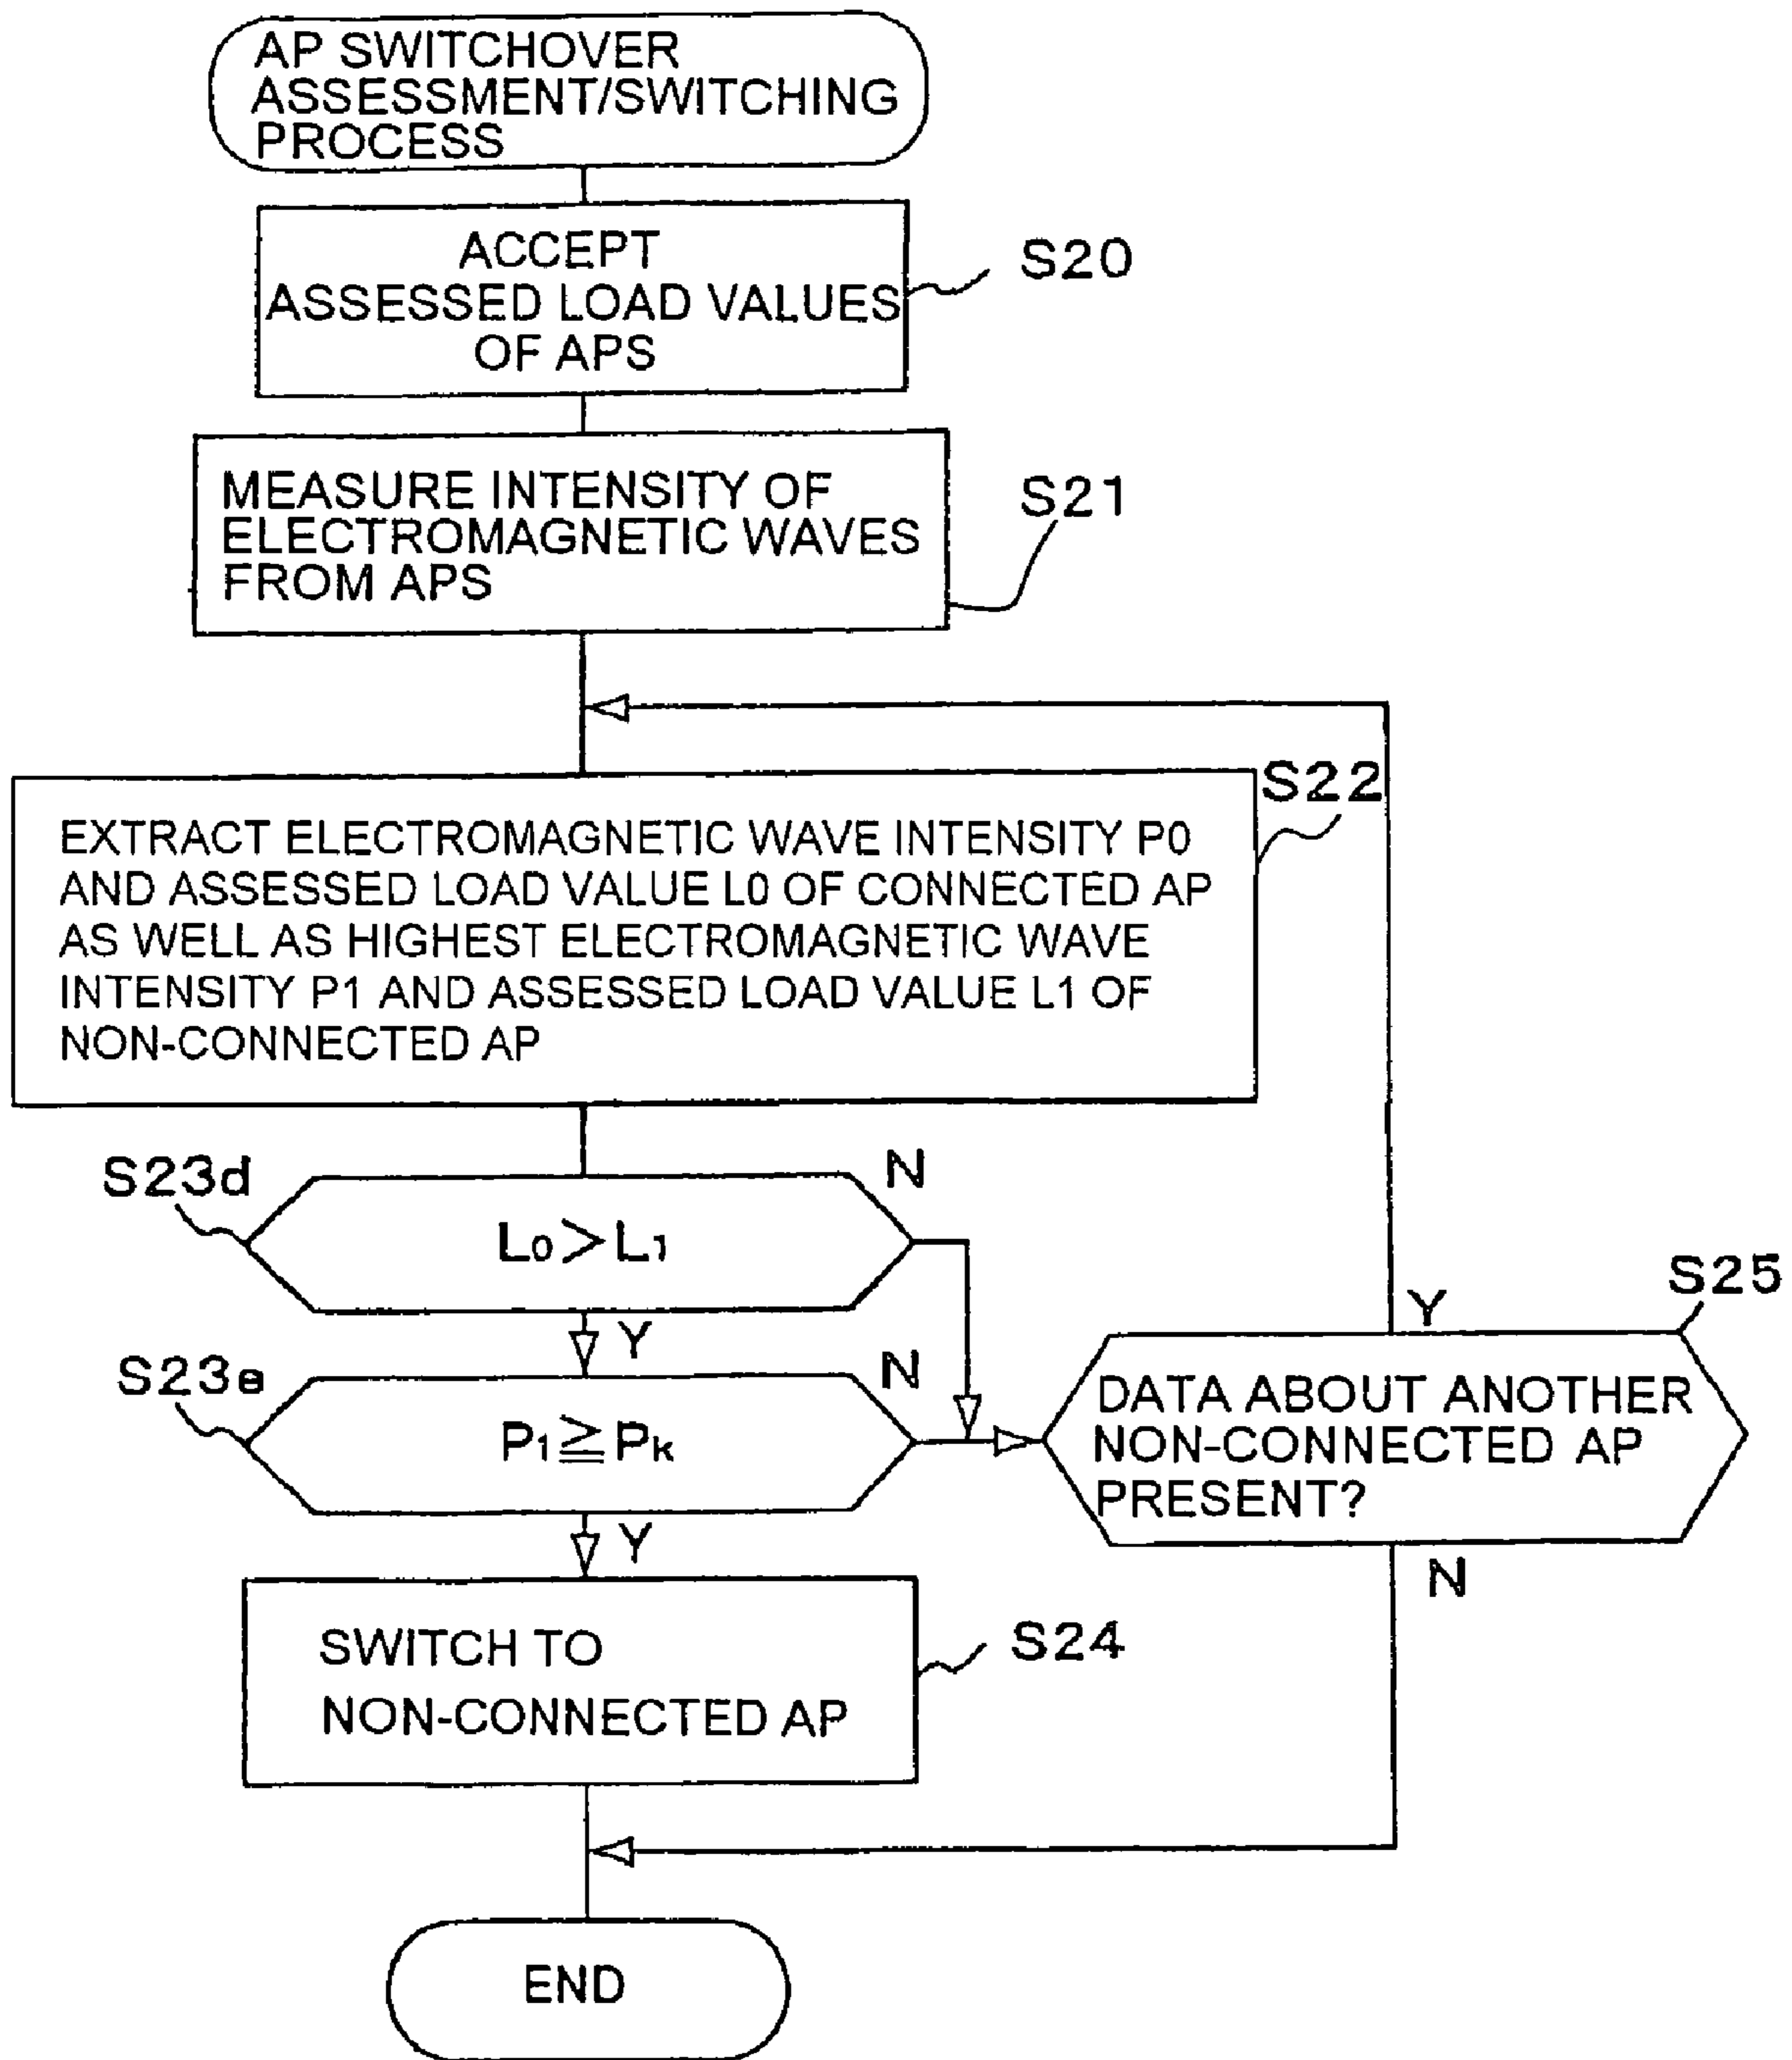 AP SWITCHOVER
ASSESSMENT/SWITCHING
PROCESS
ACCEPT
ASSESSED LOAD VALUES
OF APS
S20
MEASURE INTENSITY OF
ELECTROMAGNETIC WAVES
FROM APS
S21
S22
EXTRACT ELECTROMAGNETIC WAVE INTENSITY P0
AND ASSESSED LOAD VALUE L0 OF CONNECTED AP
AS WELL AS HIGHEST ELECTROMAGNETIC WAVE
INTENSITY P1 AND ASSESSED LOAD VALUE L1 OF
NON-CONNECTED AP
S23d
N
L0>L1
Y
S23e
N
P1≧Pk
Y
S25
Y
DATA ABOUT ANOTHER
NON-CONNECTED AP
PRESENT?
N
SWITCH TO
NON-CONNECTED AP
S24
END